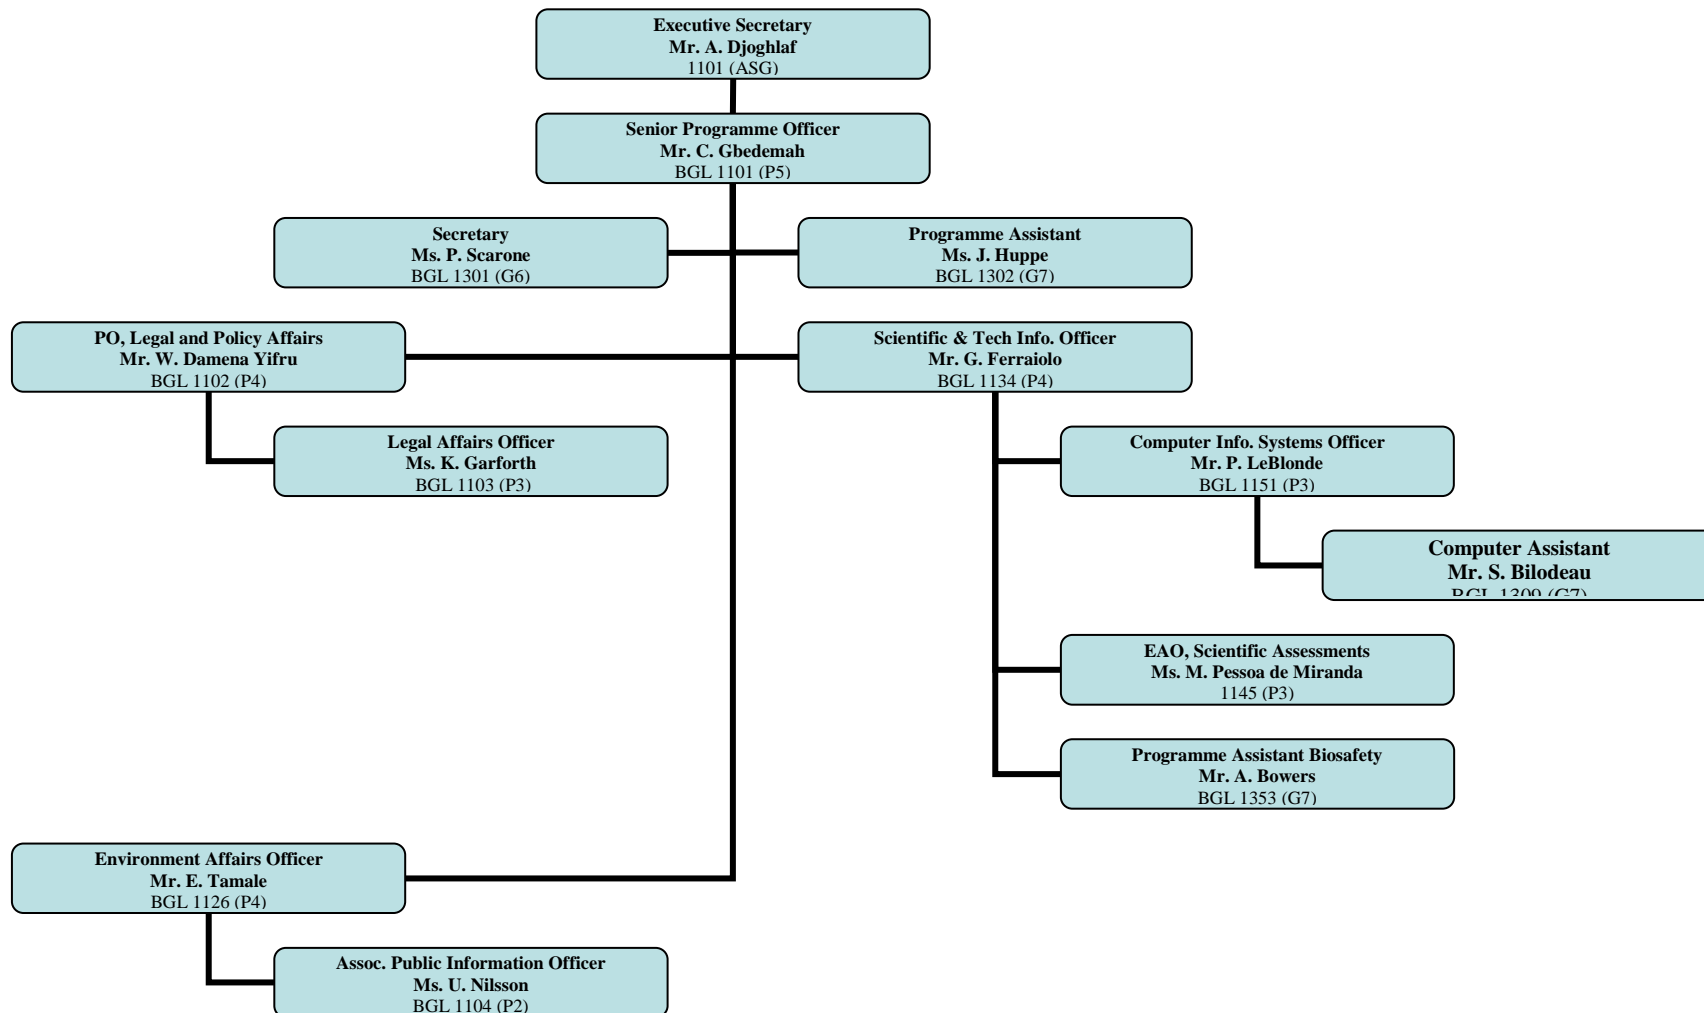 Executive Secretary
Mr. A. Djoghlaf
1101 (ASG)
Senior Programme Officer
Mr. C. Gbedemah
BGL 1101 (P5)
Secretary
Ms. P. Scarone
BGL 1301 (G6)
Programme Assistant
Ms. J. Huppe
BGL 1302 (G7)
PO, Legal and Policy Affairs
Mr. W. Damena Yifru
BGL 1102 (P4)
Scientific & Tech Info. Officer
Mr. G. Ferraiolo
BGL 1134 (P4)
Legal Affairs Officer
Ms. K. Garforth
BGL 1103 (P3)
Computer Info. Systems Officer
Mr. P. LeBlonde
BGL 1151 (P3)
Computer Assistant
Mr. S. Bilodeau
BGL 1309 (G7)
EAO, Scientific Assessments
Ms. M. Pessoa de Miranda
1145 (P3)
Programme Assistant Biosafety
Mr. A. Bowers
BGL 1353 (G7)
Environment Affairs Officer
Mr. E. Tamale
BGL 1126 (P4)
Assoc. Public Information Officer
Ms. U. Nilsson
BGL 1104 (P2)